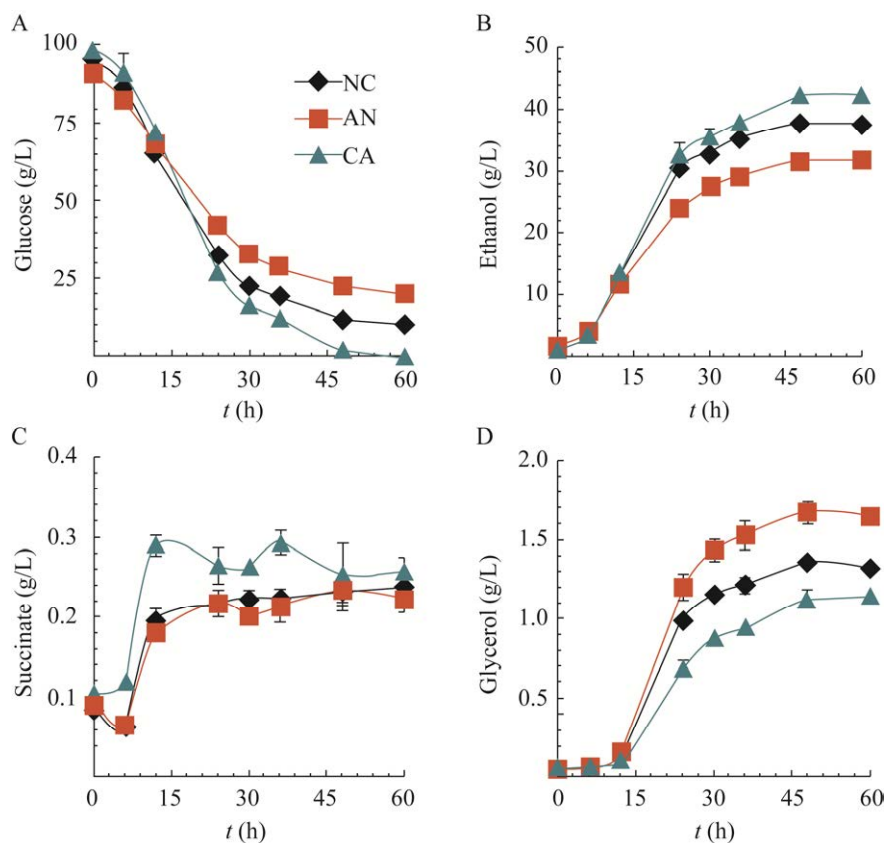 A
100
75
50
25
Glucose (g/L)
NC
AN
CA
0 15 30 45 60
t (h)
B
50
40
30
20
10
Ethanol (g/L)
0 15 30 45 60
t (h)
C
0.4
0.3
0.2
0.1
Succinate (g/L)
0 15 30 45 60
t (h)
D
2.0
1.5
1.0
0.5
Glycerol (g/L)
0 15 30 45 60
t (h)